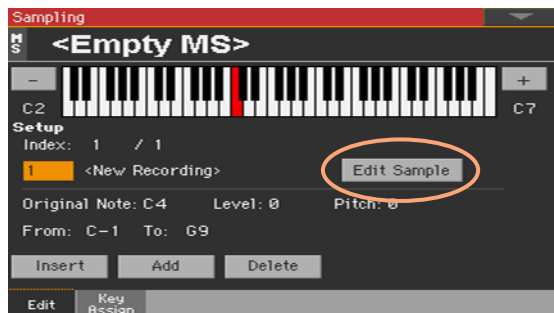 Sampling
MS <Empty MS>
- +
C2 C7
Setup
Index: 1 / 1
1 <New Recording> Edit Sample
Original Note: C4 Level: 0 Pitch: 0
From: C-1 To: G9
Insert Add Delete
Edit Key Assign